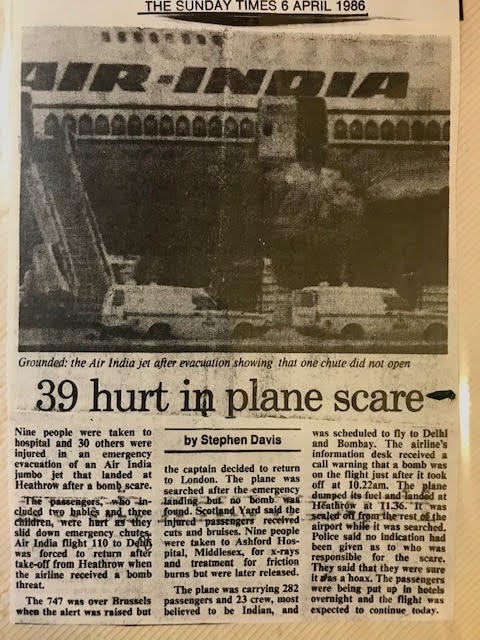 THE SUNDAY TIMES 6 APRIL 1986
AIR-INDIA
Grounded: the Air India jet after evacuation showing that one chute did not open
39 hurt in plane scare
Nine people were taken to
hospital and 30 others were
injured in an emergency
evacuation of an Air India
jumbo jet that landed at
Heathrow after a bomb scare.
The passengers, who in-
cluded two babies and three
children, were hurt as they
slid down emergency chutes.
Air India flight 110 to Delhi
was forced to return after
take-off from Heathrow when
the airline received a bomb
threat.
The 747 was over Brussels
when the alert was raised but
by Stephen Davis
the captain decided to return
to London. The plane was
searched after the emergency
landing but no bomb was
found. Scotland Yard said the
injured passengers received
cuts and bruises. Nine people
were taken to Ashford Hos-
pital, Middlesex, for x-rays
and treatment for friction
burns but were later released.
The plane was carrying 282
passengers and 23 crew, most
believed to be Indian, and
was scheduled to fly to Delhi
and Bombay. The airline's
information desk received a
call warning that a bomb was
on the flight just after it took
off at 10.22am. The plane
dumped its fuel and landed at
Heathrow at 11.36. It was
sealed off from the rest of the
airport while it was searched.
Police said no indication had
been given as to who was
responsible for the scare.
They said that they were sure
it was a hoax. The passengers
were being put up in hotels
overnight and the flight was
expected to continue today.